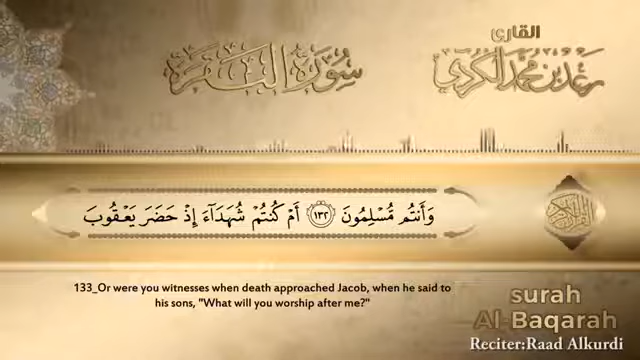 القارئ
سورة البقرة
رعد بن محمد الكردي
وَأَنتُم مُّسْلِمُونَ ١٣٢ أَمْ كُنتُمْ شُهَدَآءَ إِذْ حَضَرَ يَعْقُوبَ
133_Or were you witnesses when death approached Jacob, when he said to
his sons, "What will you worship after me?"
surah
Al-Baqarah
Reciter:Raad Alkurdi